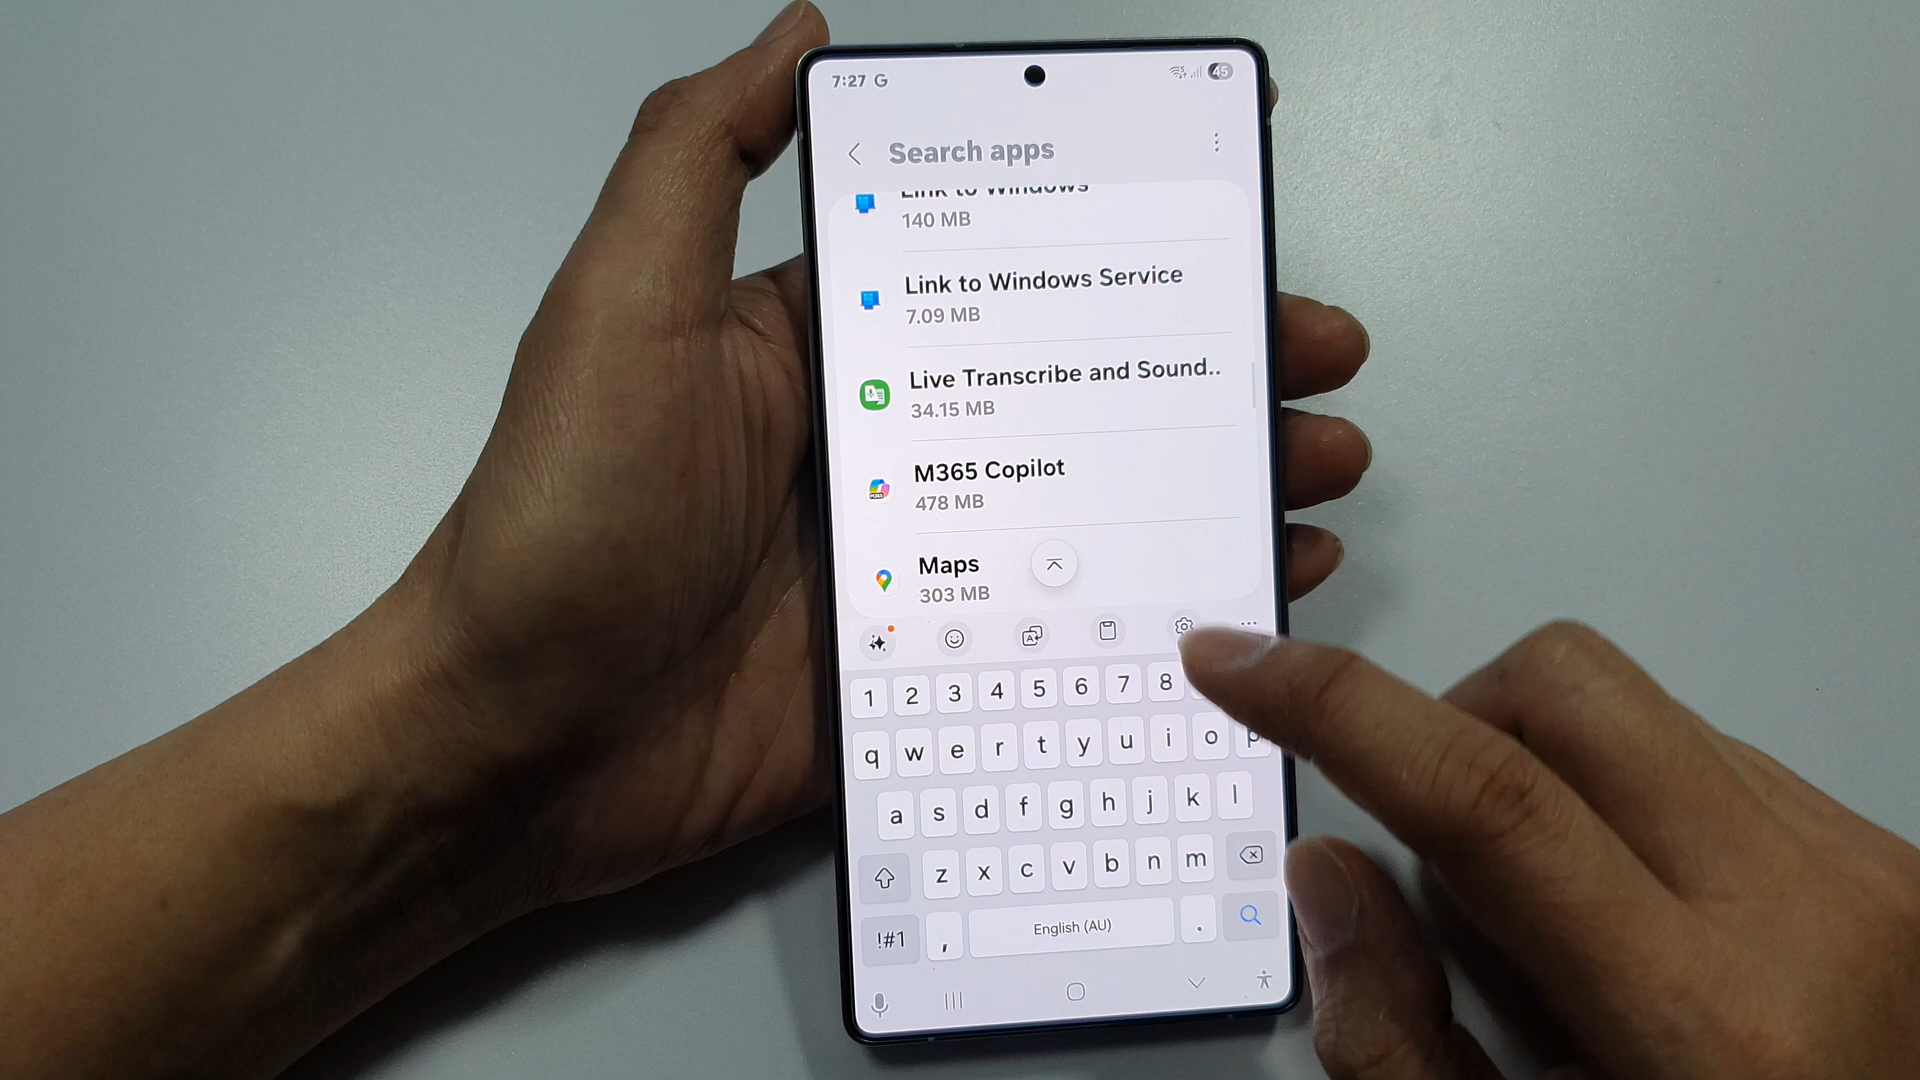 7:27 G
45
Search apps
Link to Windows
140 MB
Link to Windows Service
7.09 MB
Live Transcribe and Sound..
34.15 MB
M365 Copilot
478 MB
Maps
303 MB
1 2 3 4 5 6 7 8
q w e r t y u i o p
a s d f g h j k l
z x c v b n m
!#1 , English (AU) .